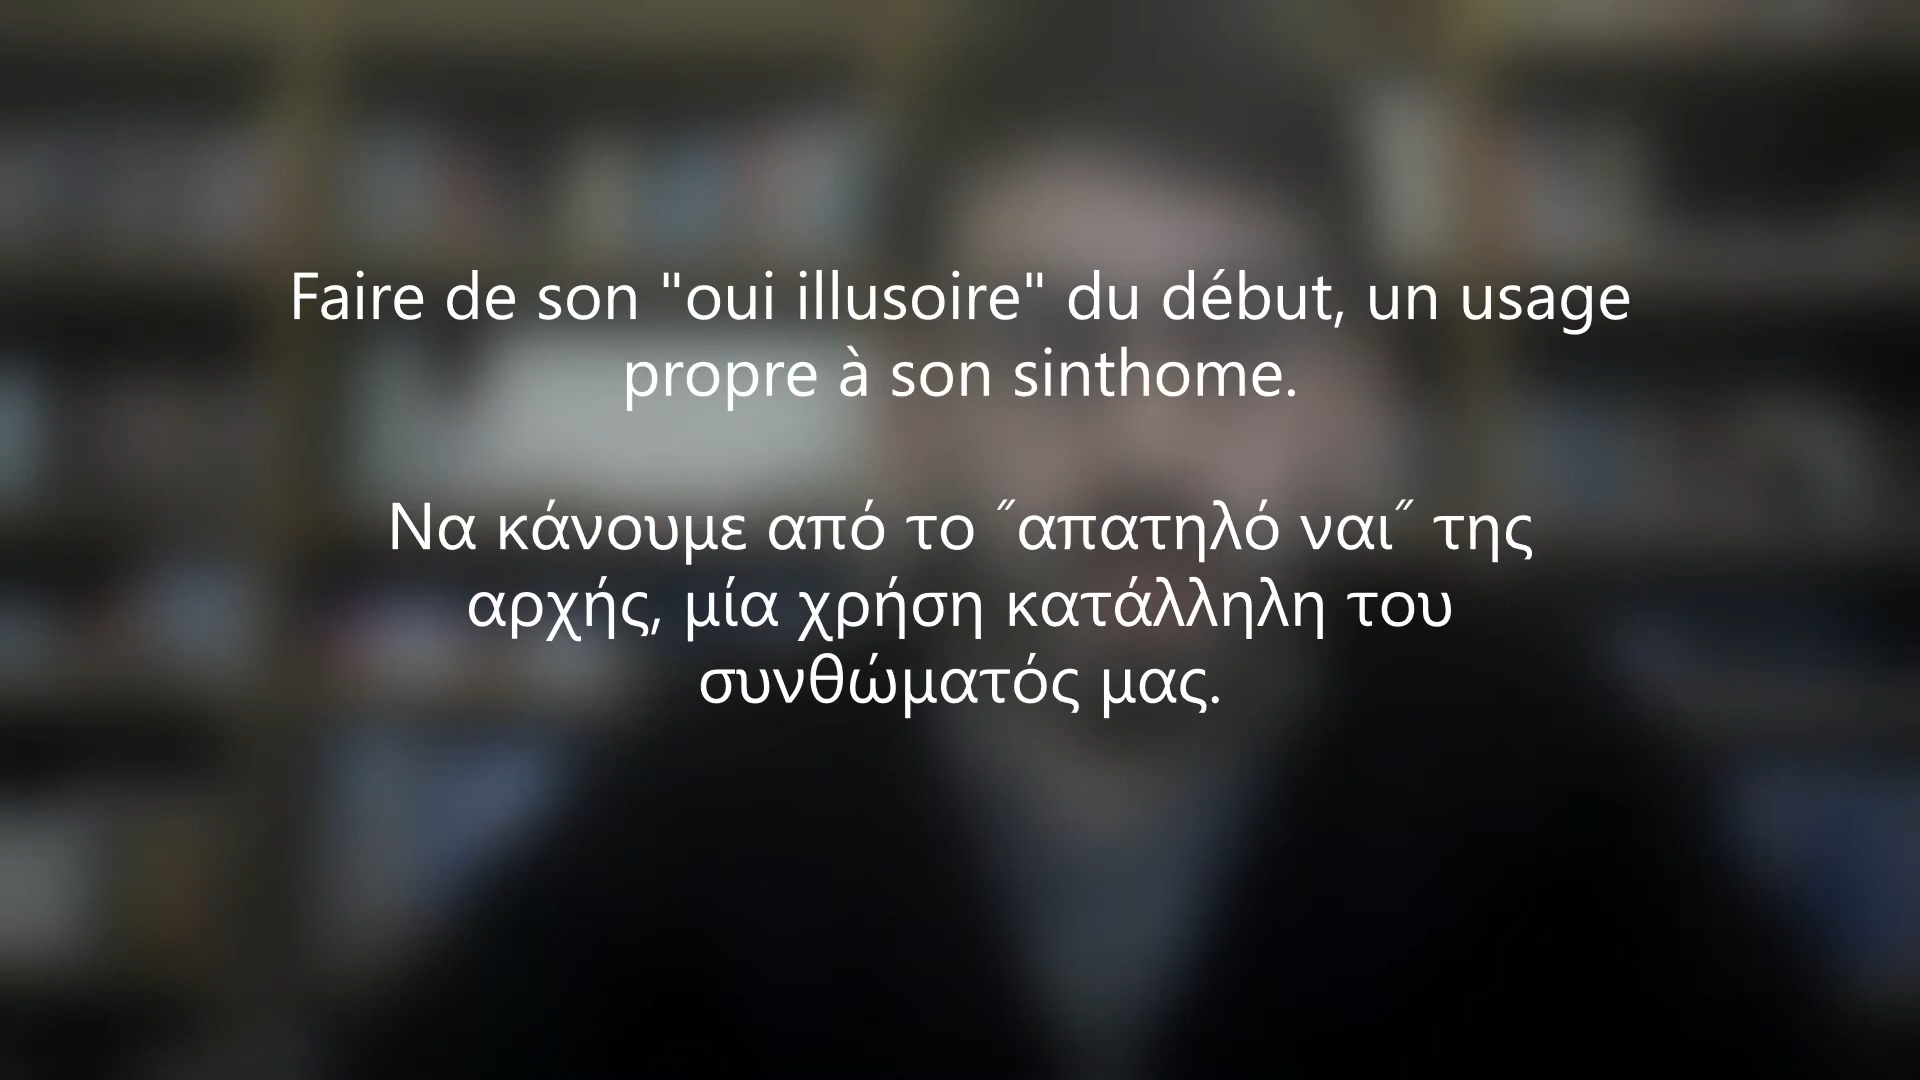 Faire de son "oui illusoire" du début, un usage
propre à son sinthome.
Να κάνουμε από το ˝απατηλό ναι˝ της
αρχής, μία χρήση κατάλληλη του
συνθώματός μας.